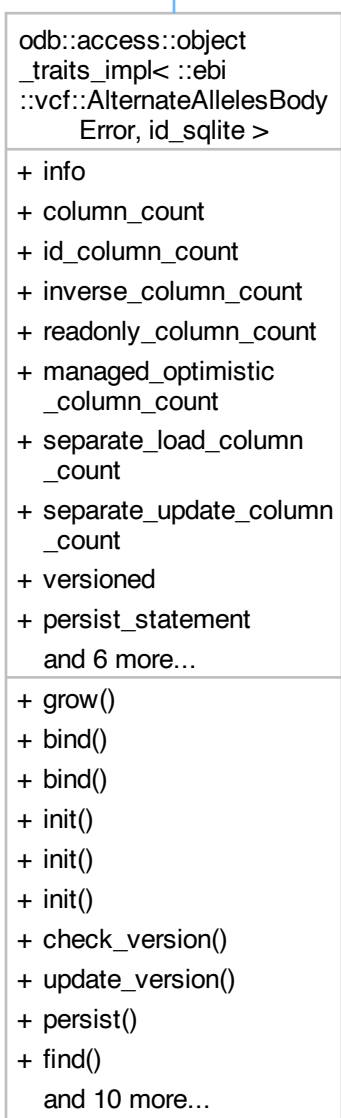 odb::access::object
_traits_impl< ::ebi
::vcf::AlternateAllelesBody
Error, id_sqlite >
+ info
+ column_count
+ id_column_count
+ inverse_column_count
+ readonly_column_count
+ managed_optimistic
_column_count
+ separate_load_column
_count
+ separate_update_column
_count
+ versioned
+ persist_statement
and 6 more...
+ grow()
+ bind()
+ bind()
+ init()
+ init()
+ init()
+ check_version()
+ update_version()
+ persist()
+ find()
and 10 more...